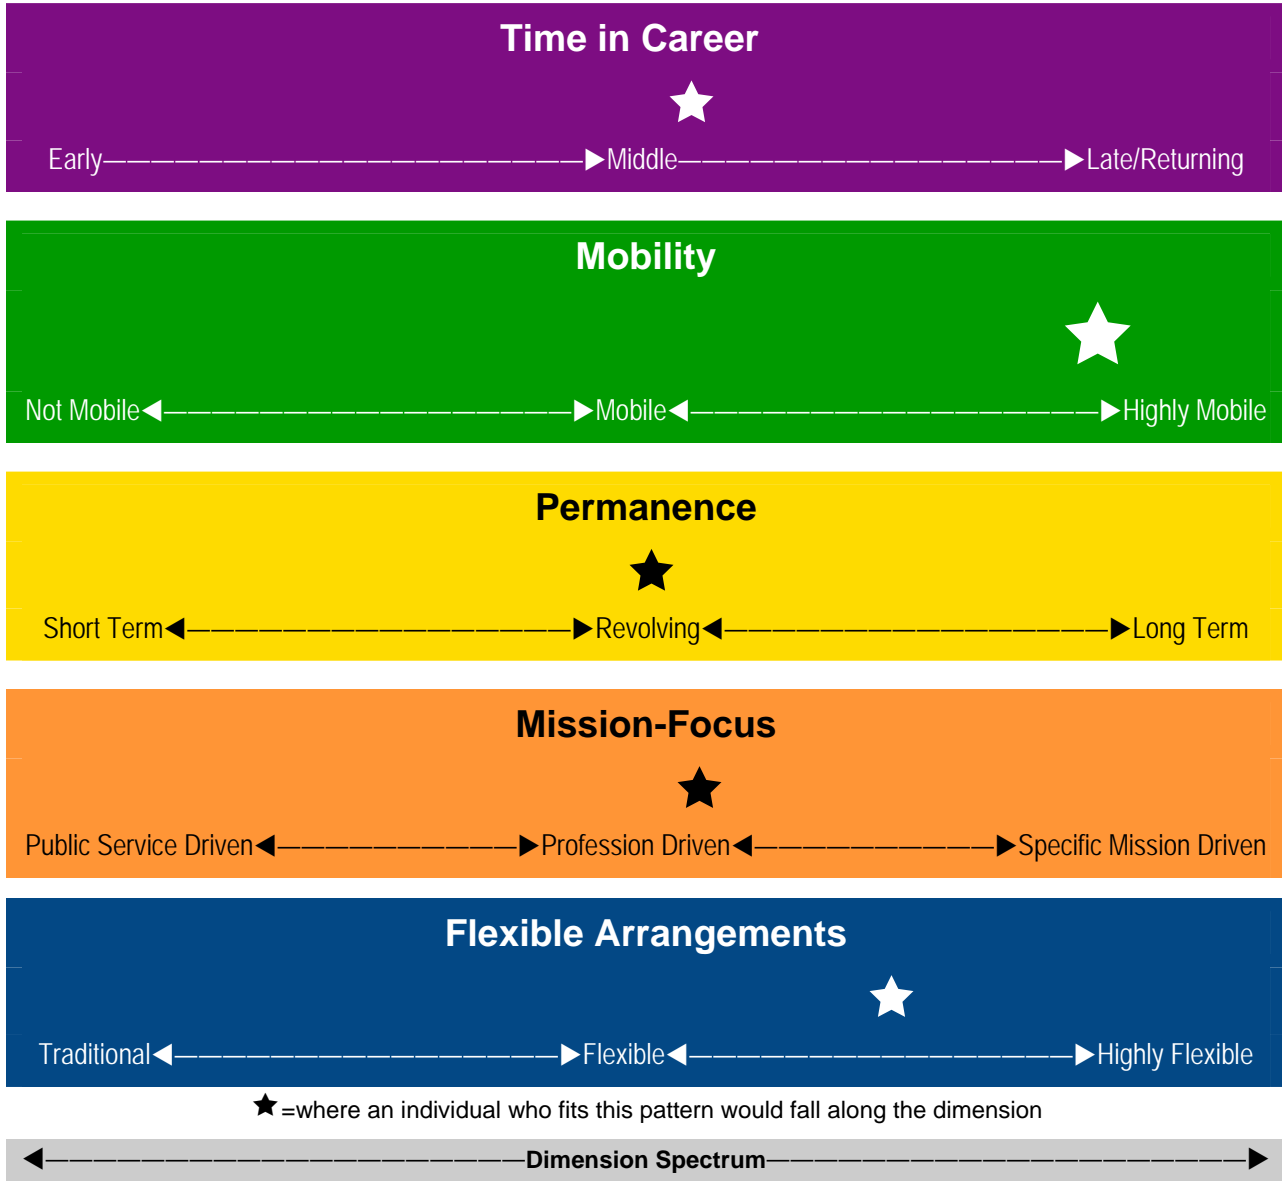 Time in Career
Early————————————————————►Middle————————————————►Late/Returning
Mobility
Not Mobile◄—————————————————►Mobile◄—————————————————►Highly Mobile
Permanence
Short Term◄————————————————►Revolving◄————————————————►Long Term
Mission-Focus
Public Service Driven◄——————————►Profession Driven◄——————————►Specific Mission Driven
Flexible Arrangements
Traditional◄————————————————►Flexible◄————————————————►Highly Flexible
★=where an individual who fits this pattern would fall along the dimension
◄————————————————————Dimension Spectrum————————————————————►